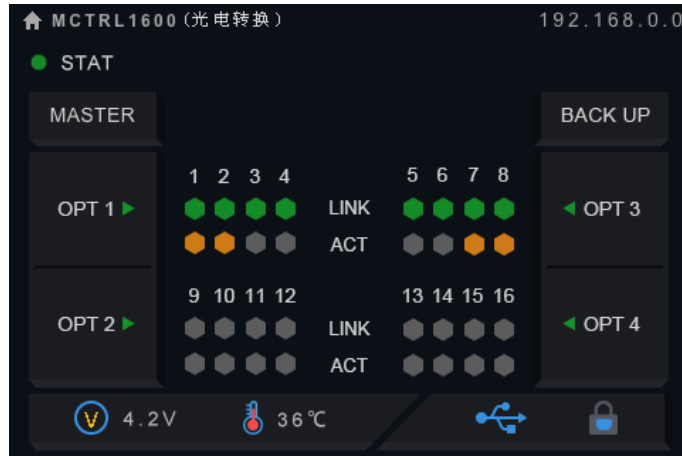 MCTRL1600(光电转换) 192.168.0.0
STAT
MASTER BACK UP
1 2 3 4 5 6 7 8
OPT 1 LINK OPT 3
ACT
9 10 11 12 13 14 15 16
OPT 2 LINK OPT 4
ACT
V 4.2V 36℃